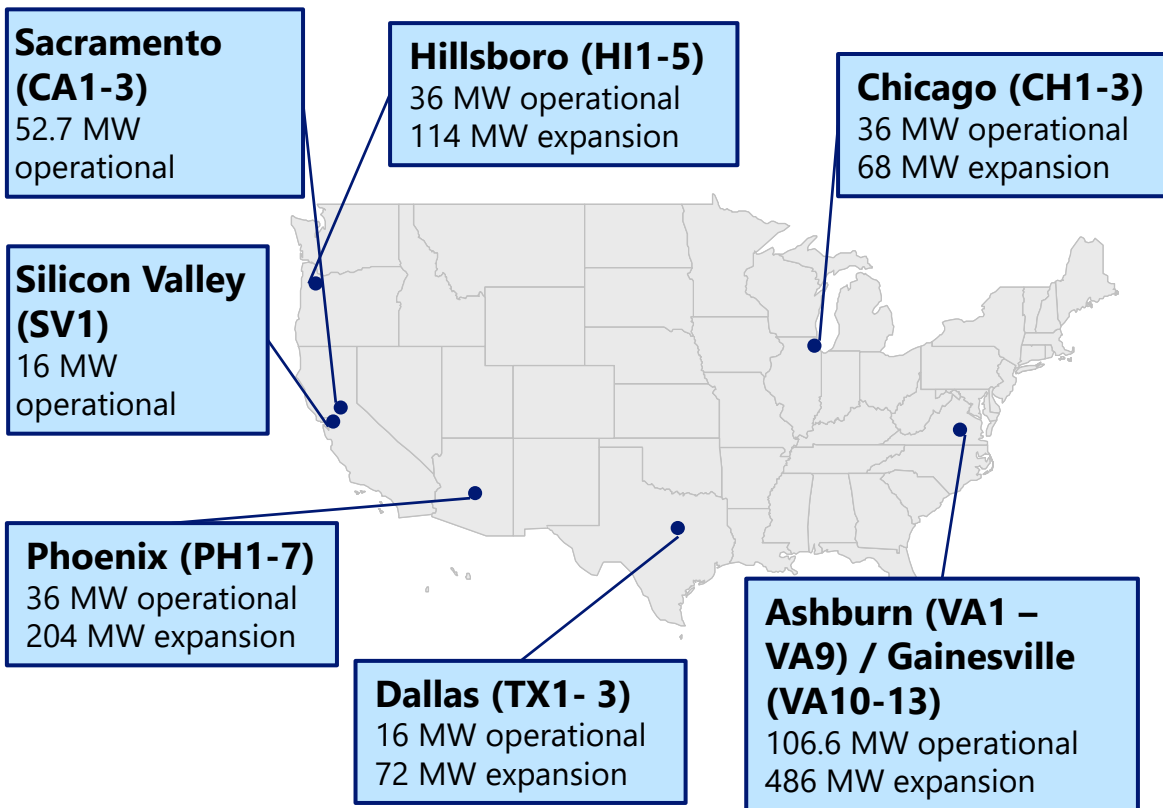 Sacramento
(CA1-3)
52.7 MW
operational
Hillsboro (HI1-5)
36 MW operational
114 MW expansion
Chicago (CH1-3)
36 MW operational
68 MW expansion
Silicon Valley
(SV1)
16 MW
operational
Phoenix (PH1-7)
36 MW operational
204 MW expansion
Dallas (TX1- 3)
16 MW operational
72 MW expansion
Ashburn (VA1 –
VA9) / Gainesville
(VA10-13)
106.6 MW operational
486 MW expansion